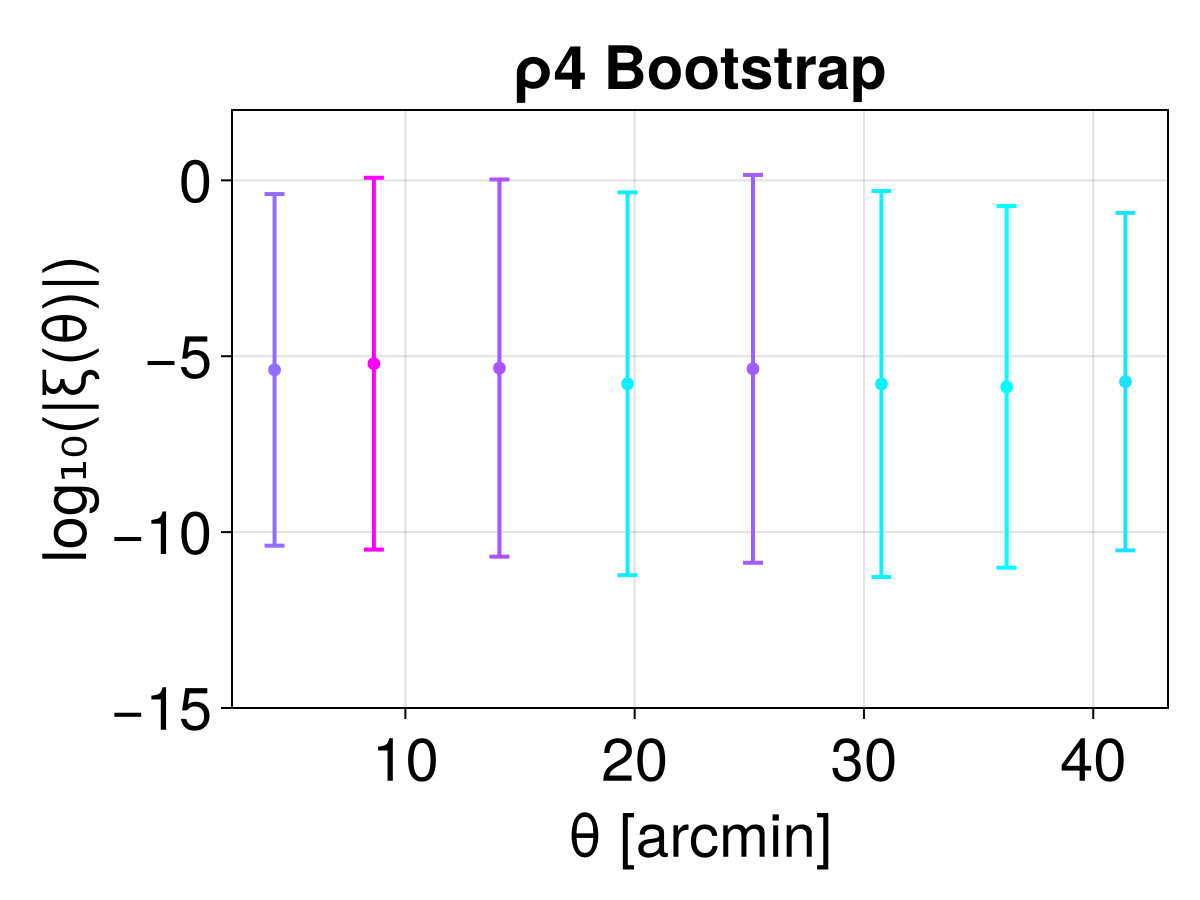 ρ4 Bootstrap
log₁₀(|ξ(θ)|)
0
−5
−10
−15
10 20 30 40
θ [arcmin]